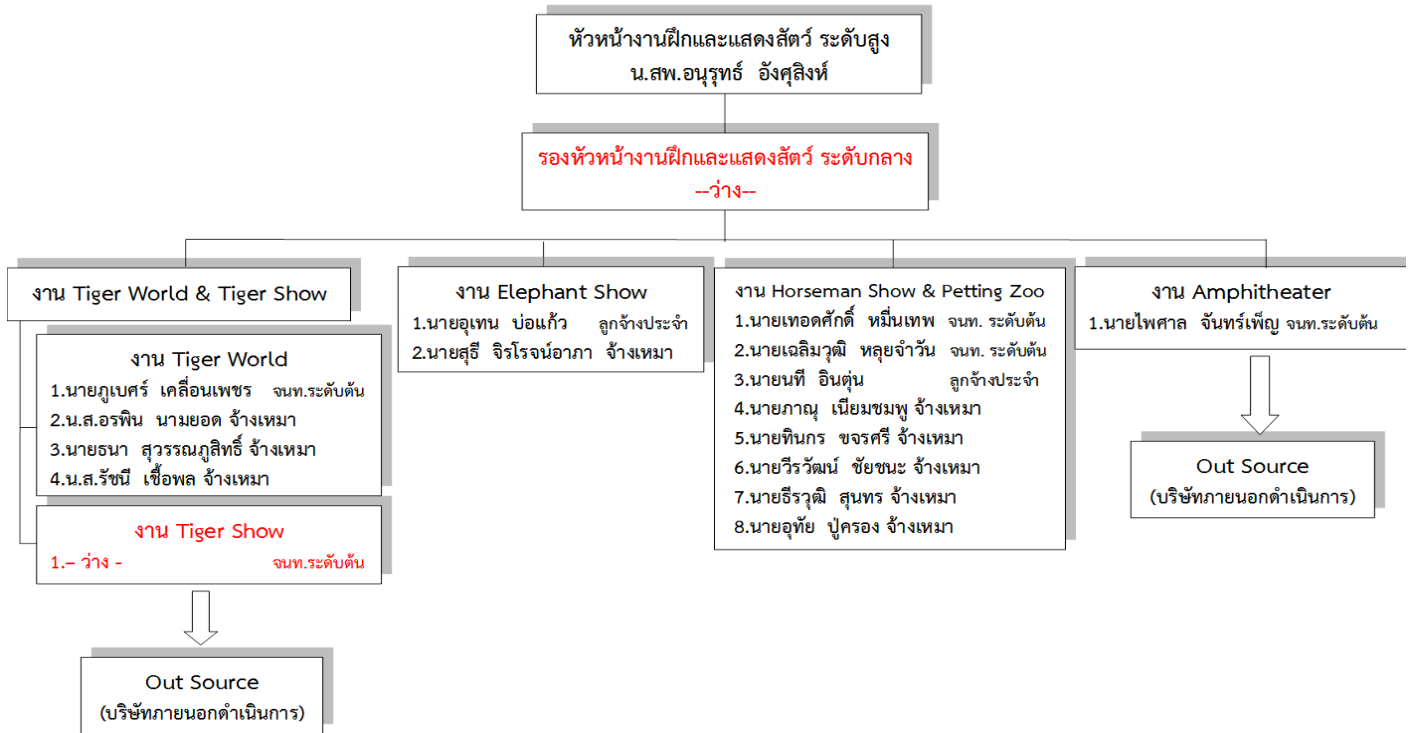 หัวหน้างานฝึกและแสดงสัตว์ ระดับสูง
น.สพ.อนุรุทธ์ อังศุสิงห์
รองหัวหน้างานฝึกและแสดงสัตว์ ระดับกลาง
--ว่าง--
งาน Tiger World & Tiger Show
งาน Tiger World
1.นายภูเบศร์ เคลื่อนเพชร จนท.ระดับต้น
2.น.ส.อรพิน นามยอด จ้างเหมา
3.นายธนา สุวรรณภูสิทธิ์ จ้างเหมา
4.น.ส.รัชนี เชื้อพล จ้างเหมา
งาน Tiger Show
1.– ว่าง - จนท.ระดับต้น
Out Source
(บริษัทภายนอกดำเนินการ)
งาน Elephant Show
1.นายอุเทน บ่อแก้ว ลูกจ้างประจำ
2.นายสุธี จิรโรจน์อาภา จ้างเหมา
งาน Horseman Show & Petting Zoo
1.นายเทอดศักดิ์ หมื่นเทพ จนท. ระดับต้น
2.นายเฉลิมวุฒิ หลุยจำวัน จนท. ระดับต้น
3.นายนที อินตุ่น ลูกจ้างประจำ
4.นายภาณุ เนียมชมพู จ้างเหมา
5.นายทินกร ขจรศรี จ้างเหมา
6.นายวีรวัฒน์ ชัยชนะ จ้างเหมา
7.นายธีรวุฒิ สุนทร จ้างเหมา
8.นายอุทัย ปู่ครอง จ้างเหมา
งาน Amphitheater
1.นายไพศาล จันทร์เพ็ญ จนท.ระดับต้น
Out Source
(บริษัทภายนอกดำเนินการ)